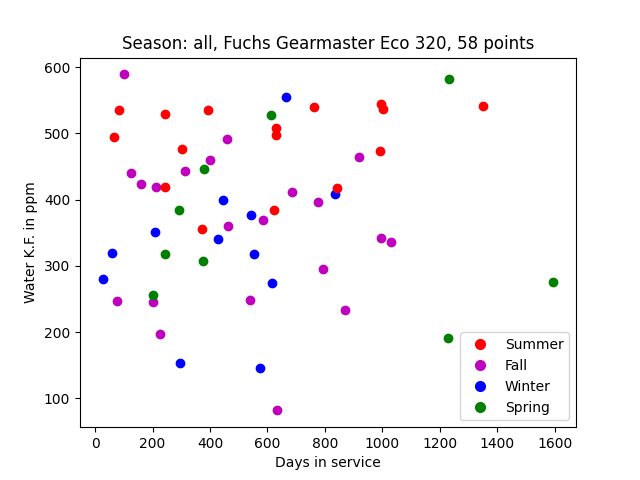 Season: all, Fuchs Gearmaster Eco 320, 58 points
600
500
400
300
200
100
Water K.F. in ppm
0 200 400 600 800 1000 1200 1400 1600
Days in service
Summer
Fall
Winter
Spring